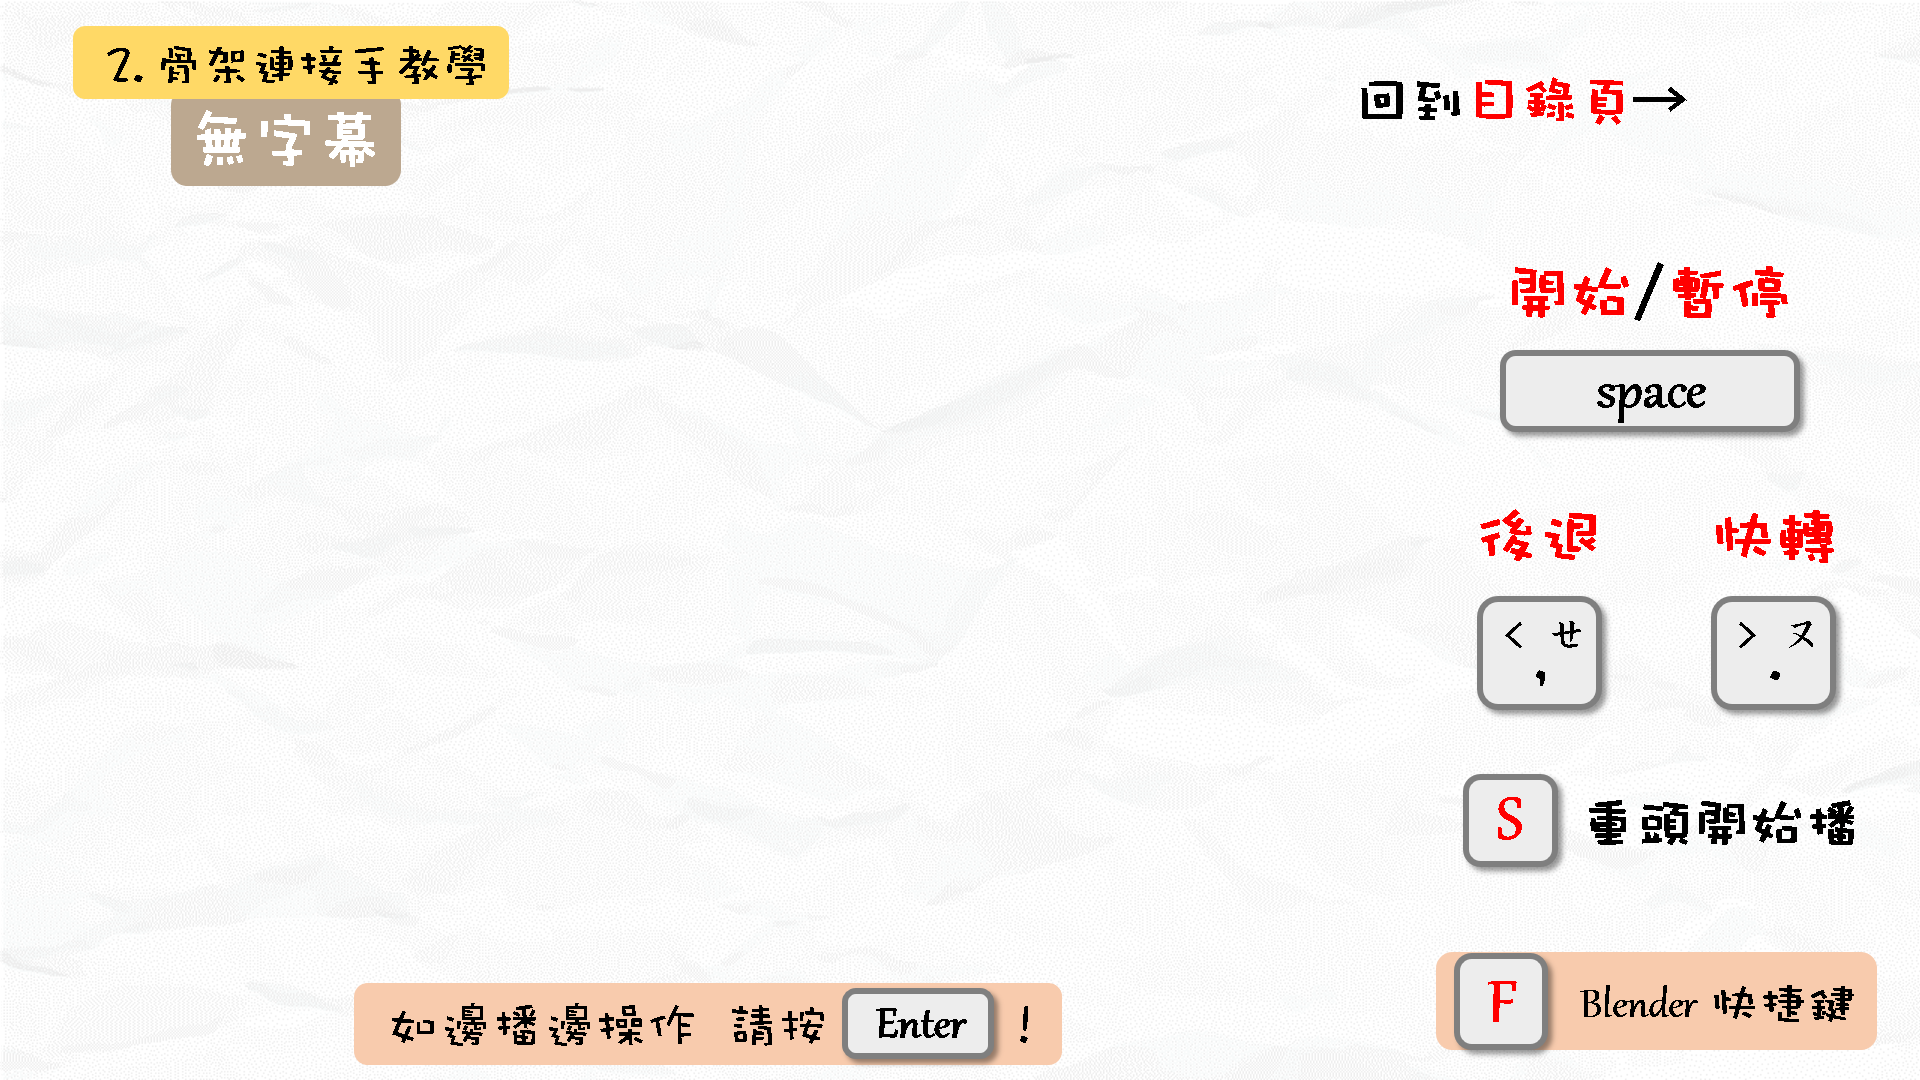 2. 骨架連接手教學
無字幕
回到目錄頁→
開始/暫停
space
後退 快轉
< ㄝ > ㄡ
, .
S 重頭開始播
F Blender 快捷鍵
如邊播邊操作 請按 Enter !